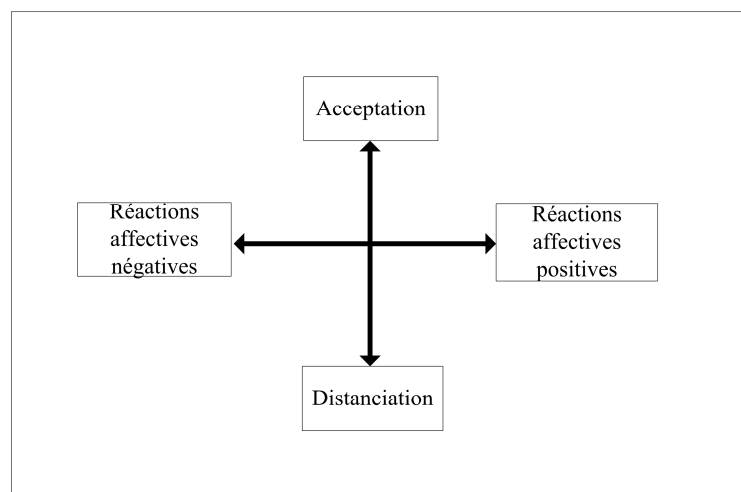 Acceptation
Réactions
affectives
négatives
Réactions
affectives
positives
Distanciation